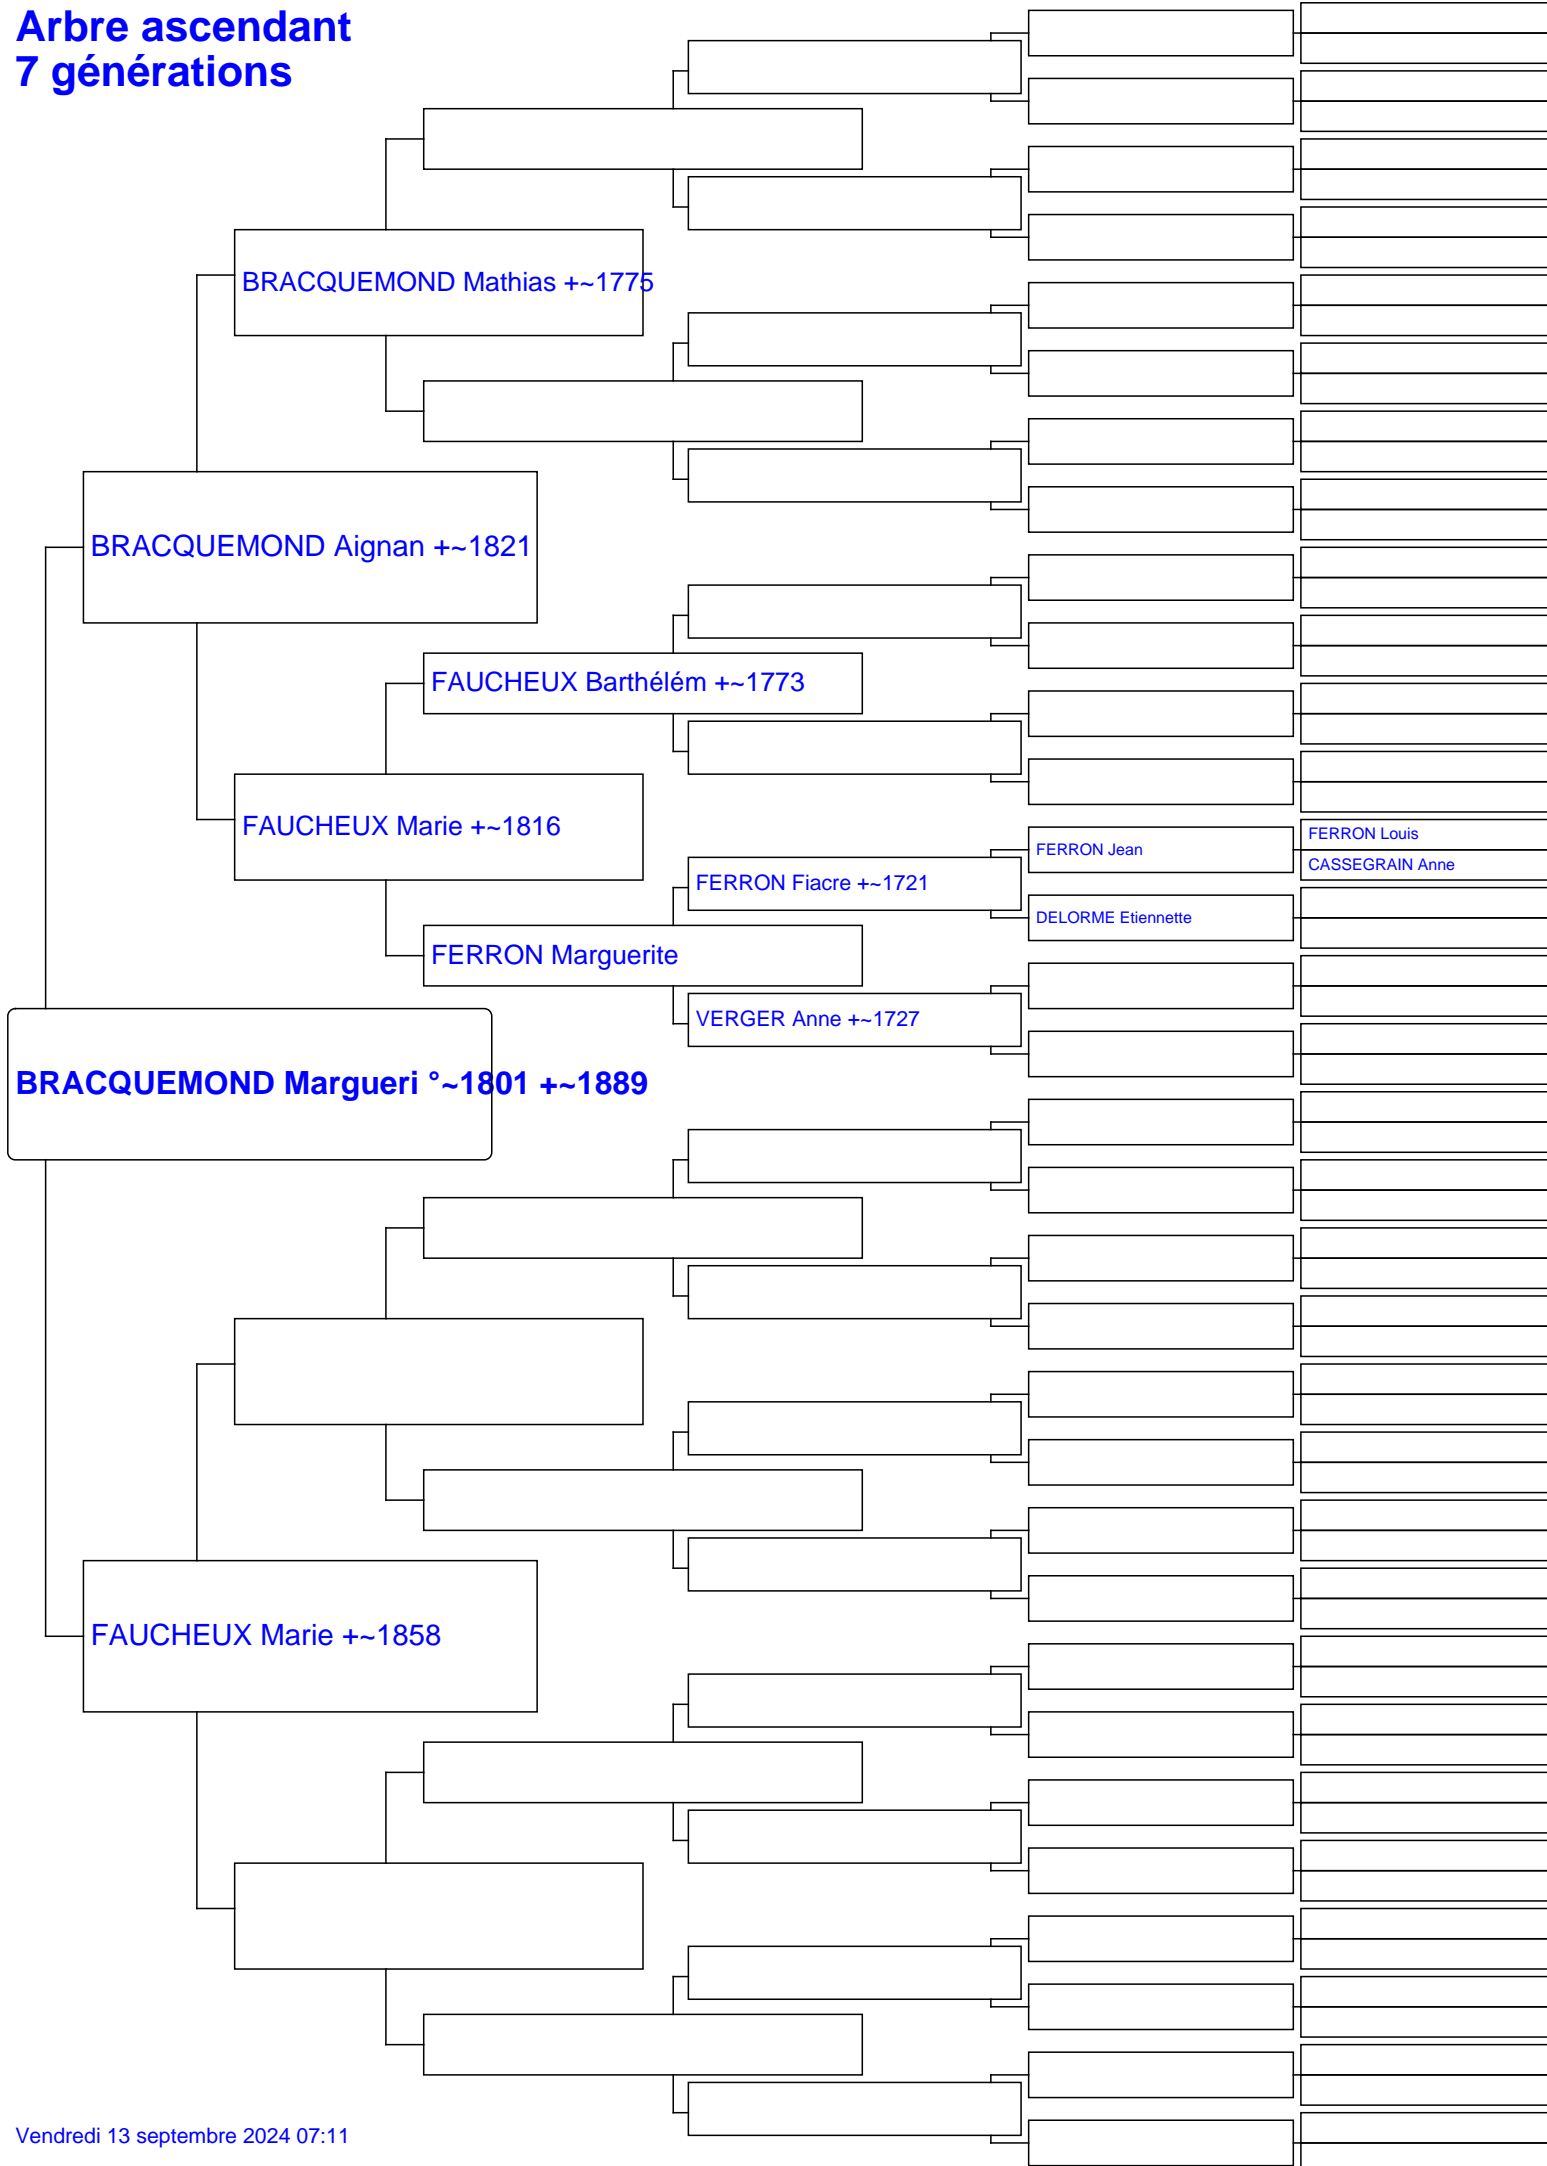 Arbre ascendant
7 générations
BRACQUEMOND Mathias +~1775
BRACQUEMOND Aignan +~1821
FAUCHEUX Barthélém +~1773
FAUCHEUX Marie +~1816
FERRON Louis
FERRON Jean
CASSEGRAIN Anne
FERRON Fiacre +~1721
DELORME Etiennette
FERRON Marguerite
VERGER Anne +~1727
BRACQUEMOND Margueri °~1801 +~1889
FAUCHEUX Marie +~1858
Vendredi 13 septembre 2024 07:11